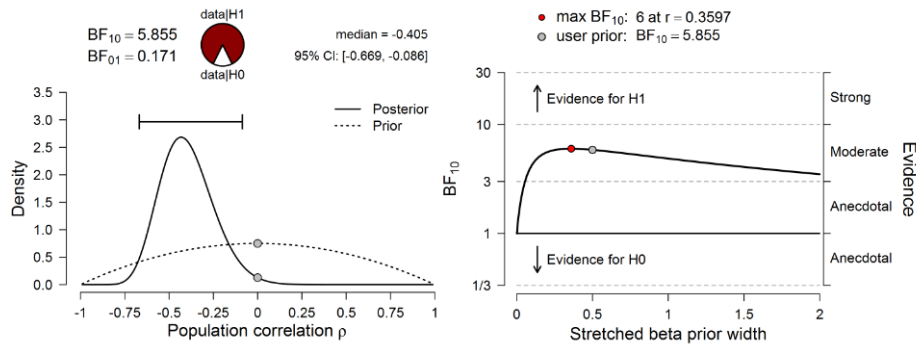 data|H1
BF10 = 5.855
BF01 = 0.171
data|H0
median = -0.405
95% CI: [-0.669, -0.086]
Posterior
Prior
Density
3.5
3.0
2.5
2.0
1.5
1.0
0.5
0.0
-1 -0.75 -0.5 -0.25 0 0.25 0.5 0.75 1
Population correlation ρ
max BF10: 6 at r = 0.3597
user prior: BF10 = 5.855
BF10
30
10
3
1
1/3
Evidence for H1
Evidence for H0
Strong
Moderate
Anecdotal
Anecdotal
Evidence
0 0.5 1 1.5 2
Stretched beta prior width